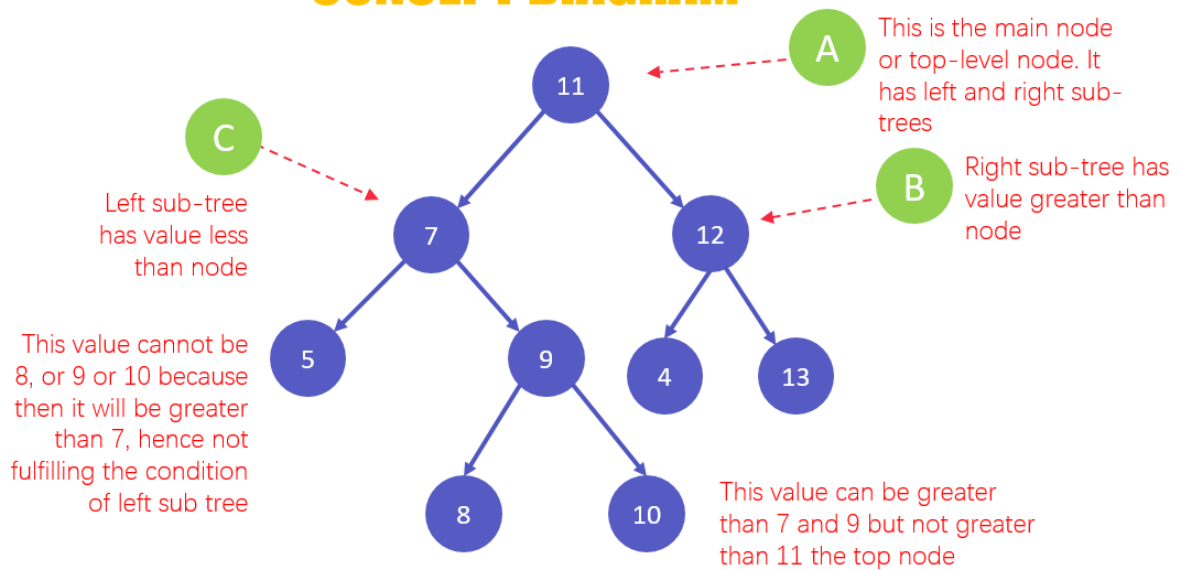 CONCEPT DIAGRAM
A
This is the main node
or top-level node. It
has left and right sub-
trees
11
C
B
Right sub-tree has
value greater than
node
Left sub-tree
has value less
than node
7
12
This value cannot be
8, or 9 or 10 because
then it will be greater
than 7, hence not
fulfilling the condition
of left sub tree
5
9
4
13
8
10
This value can be greater
than 7 and 9 but not greater
than 11 the top node